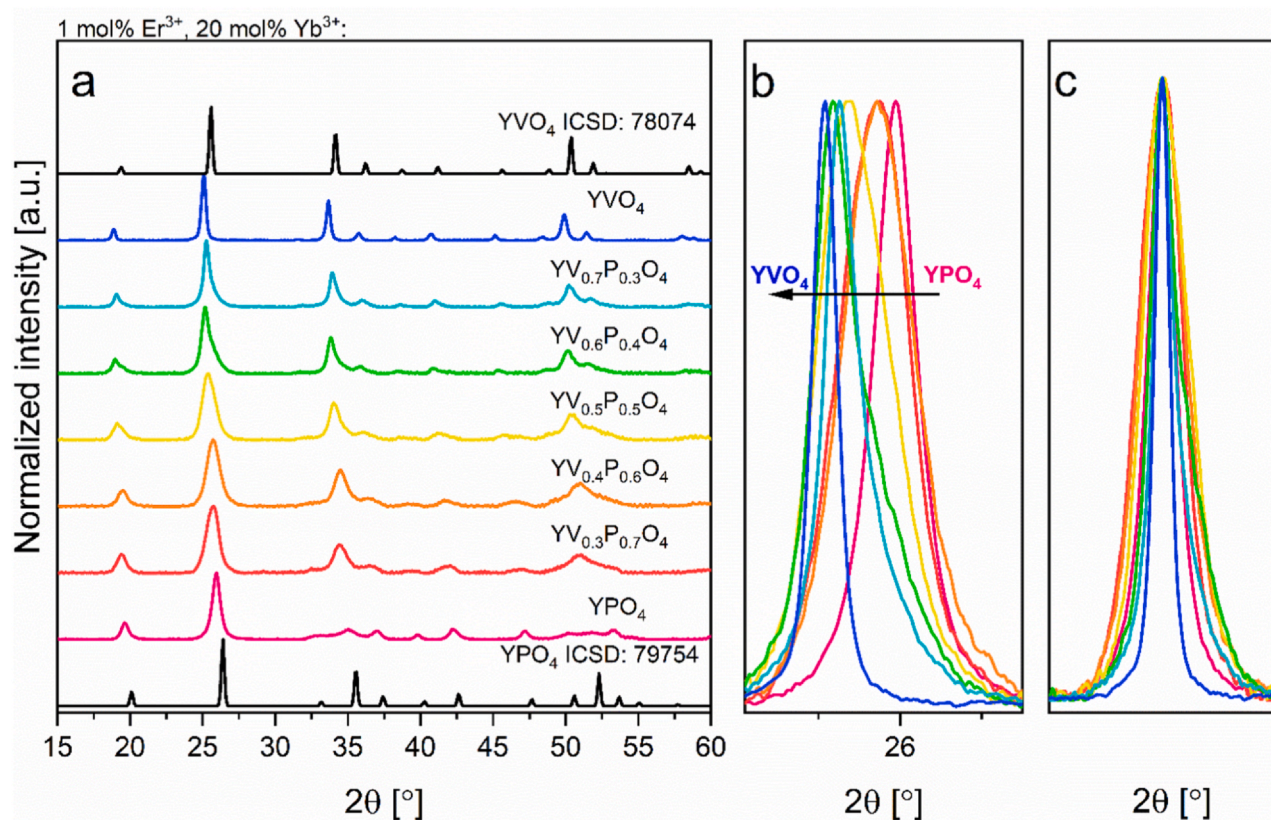 1 mol% Er³⁺, 20 mol% Yb³⁺:
a
YVO₄ ICSD: 78074
YVO₄
YV₀.₇P₀.₃O₄
YV₀.₆P₀.₄O₄
YV₀.₅P₀.₅O₄
YV₀.₄P₀.₆O₄
YV₀.₃P₀.₇O₄
YPO₄
YPO₄ ICSD: 79754
Normalized intensity [a.u.]
15 20 25 30 35 40 45 50 55 60
2θ [°]
b
YVO₄ YPO₄
26
2θ [°]
c
2θ [°]